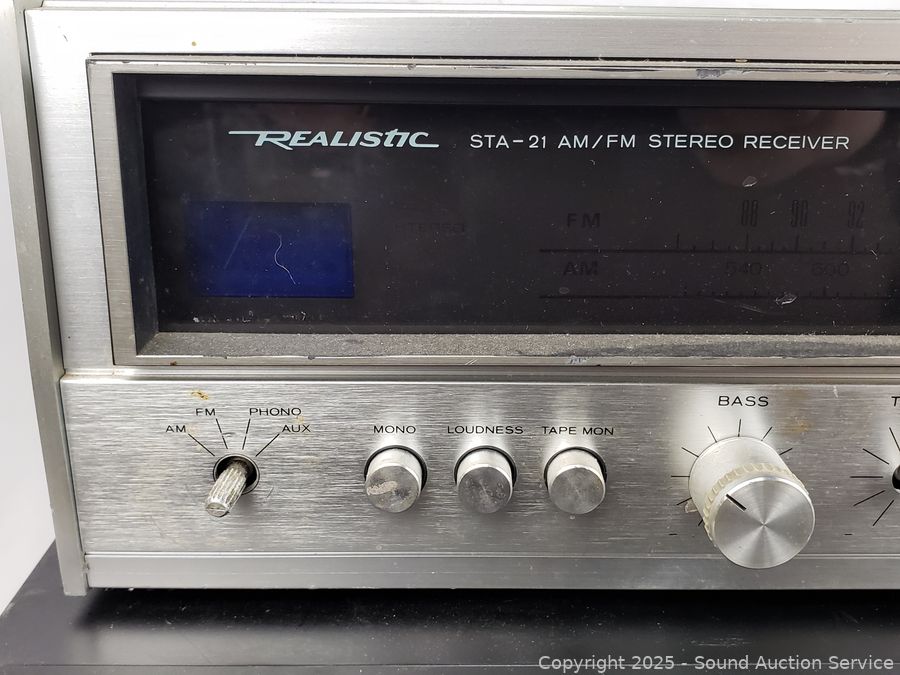 REALISTIC STA-21 AM/FM STEREO RECEIVER
STEREO
FM 88 90 92
AM 540 600
BASS
FM PHONO
AM AUX MONO LOUDNESS TAPE MON
Copyright 2025 - Sound Auction Service